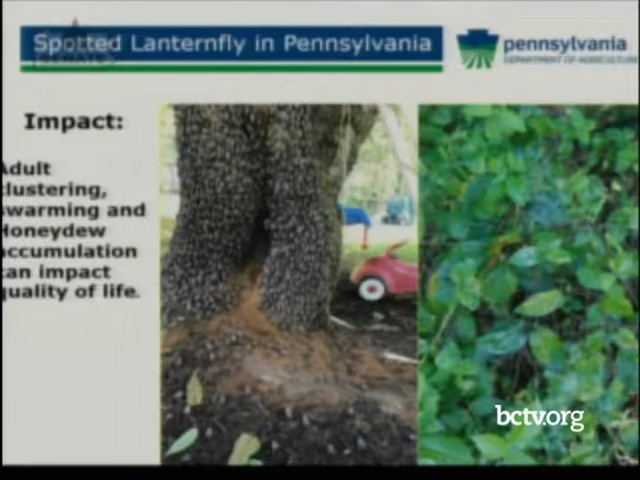 Spotted Lanternfly in Pennsylvania
pennsylvania
DEPARTMENT OF AGRICULTURE
Impact:
Adult
clustering,
swarming and
Honeydew
accumulation
can impact
quality of life.
bctv.org